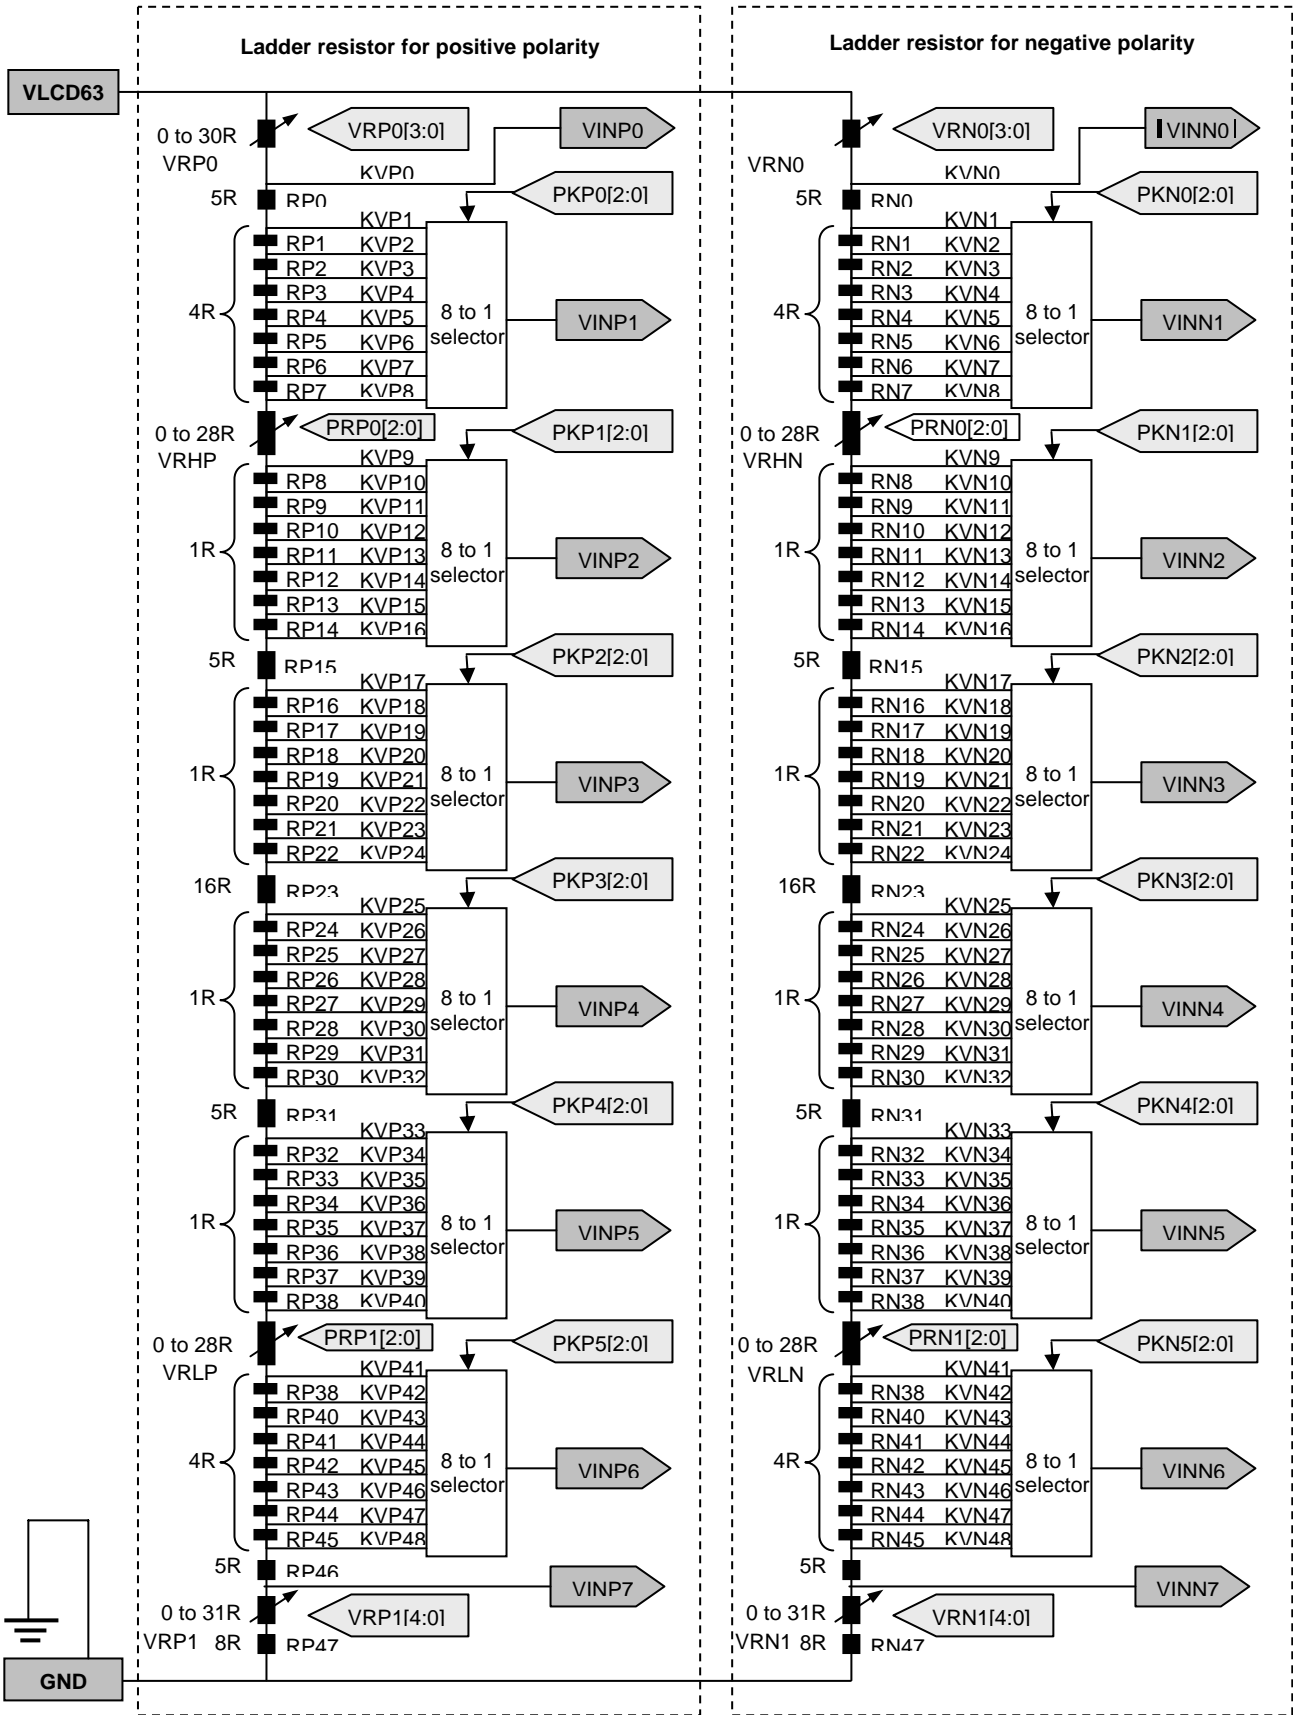 Ladder resistor for positive polarity
Ladder resistor for negative polarity
VLCD63
0 to 30R
VRP0
VRP0[3:0]
VINP0
KVP0
5R
RP0
PKP0[2:0]
KVP1
RP1 KVP2
RP2 KVP3
RP3 KVP4
RP4 KVP5
RP5 KVP6
RP6 KVP7
RP7 KVP8
4R
8 to 1
selector
VINP1
0 to 28R
VRHP
PRP0[2:0]
PKP1[2:0]
KVP9
RP8 KVP10
RP9 KVP11
RP10 KVP12
RP11 KVP13
RP12 KVP14
RP13 KVP15
RP14 KVP16
1R
8 to 1
selector
VINP2
5R
RP15
PKP2[2:0]
KVP17
RP16 KVP18
RP17 KVP19
RP18 KVP20
RP19 KVP21
RP20 KVP22
RP21 KVP23
RP22 KVP24
1R
8 to 1
selector
VINP3
16R
RP23
PKP3[2:0]
KVP25
RP24 KVP26
RP25 KVP27
RP26 KVP28
RP27 KVP29
RP28 KVP30
RP29 KVP31
RP30 KVP32
1R
8 to 1
selector
VINP4
5R
RP31
PKP4[2:0]
KVP33
RP32 KVP34
RP33 KVP35
RP34 KVP36
RP35 KVP37
RP36 KVP38
RP37 KVP39
RP38 KVP40
1R
8 to 1
selector
VINP5
0 to 28R
VRLP
PRP1[2:0]
PKP5[2:0]
KVP41
RP38 KVP42
RP40 KVP43
RP41 KVP44
RP42 KVP45
RP43 KVP46
RP44 KVP47
RP45 KVP48
4R
8 to 1
selector
VINP6
5R
RP46
VINP7
0 to 31R
VRP1
VRP1[4:0]
8R
RP47
GND
VRN0
VRN0[3:0]
VINN0
KVN0
5R
RN0
PKN0[2:0]
KVN1
RN1 KVN2
RN2 KVN3
RN3 KVN4
RN4 KVN5
RN5 KVN6
RN6 KVN7
RN7 KVN8
4R
8 to 1
selector
VINN1
0 to 28R
VRHN
PRN0[2:0]
PKN1[2:0]
KVN9
RN8 KVN10
RN9 KVN11
RN10 KVN12
RN11 KVN13
RN12 KVN14
RN13 KVN15
RN14 KVN16
1R
8 to 1
selector
VINN2
5R
RN15
PKN2[2:0]
KVN17
RN16 KVN18
RN17 KVN19
RN18 KVN20
RN19 KVN21
RN20 KVN22
RN21 KVN23
RN22 KVN24
1R
8 to 1
selector
VINN3
16R
RN23
PKN3[2:0]
KVN25
RN24 KVN26
RN25 KVN27
RN26 KVN28
RN27 KVN29
RN28 KVN30
RN29 KVN31
RN30 KVN32
1R
8 to 1
selector
VINN4
5R
RN31
PKN4[2:0]
KVN33
RN32 KVN34
RN33 KVN35
RN34 KVN36
RN35 KVN37
RN36 KVN38
RN37 KVN39
RN38 KVN40
1R
8 to 1
selector
VINN5
0 to 28R
VRLN
PRN1[2:0]
PKN5[2:0]
KVN41
RN38 KVN42
RN40 KVN43
RN41 KVN44
RN42 KVN45
RN43 KVN46
RN44 KVN47
RN45 KVN48
4R
8 to 1
selector
VINN6
5R
VINN7
0 to 31R
VRN1
VRN1[4:0]
8R
RN47